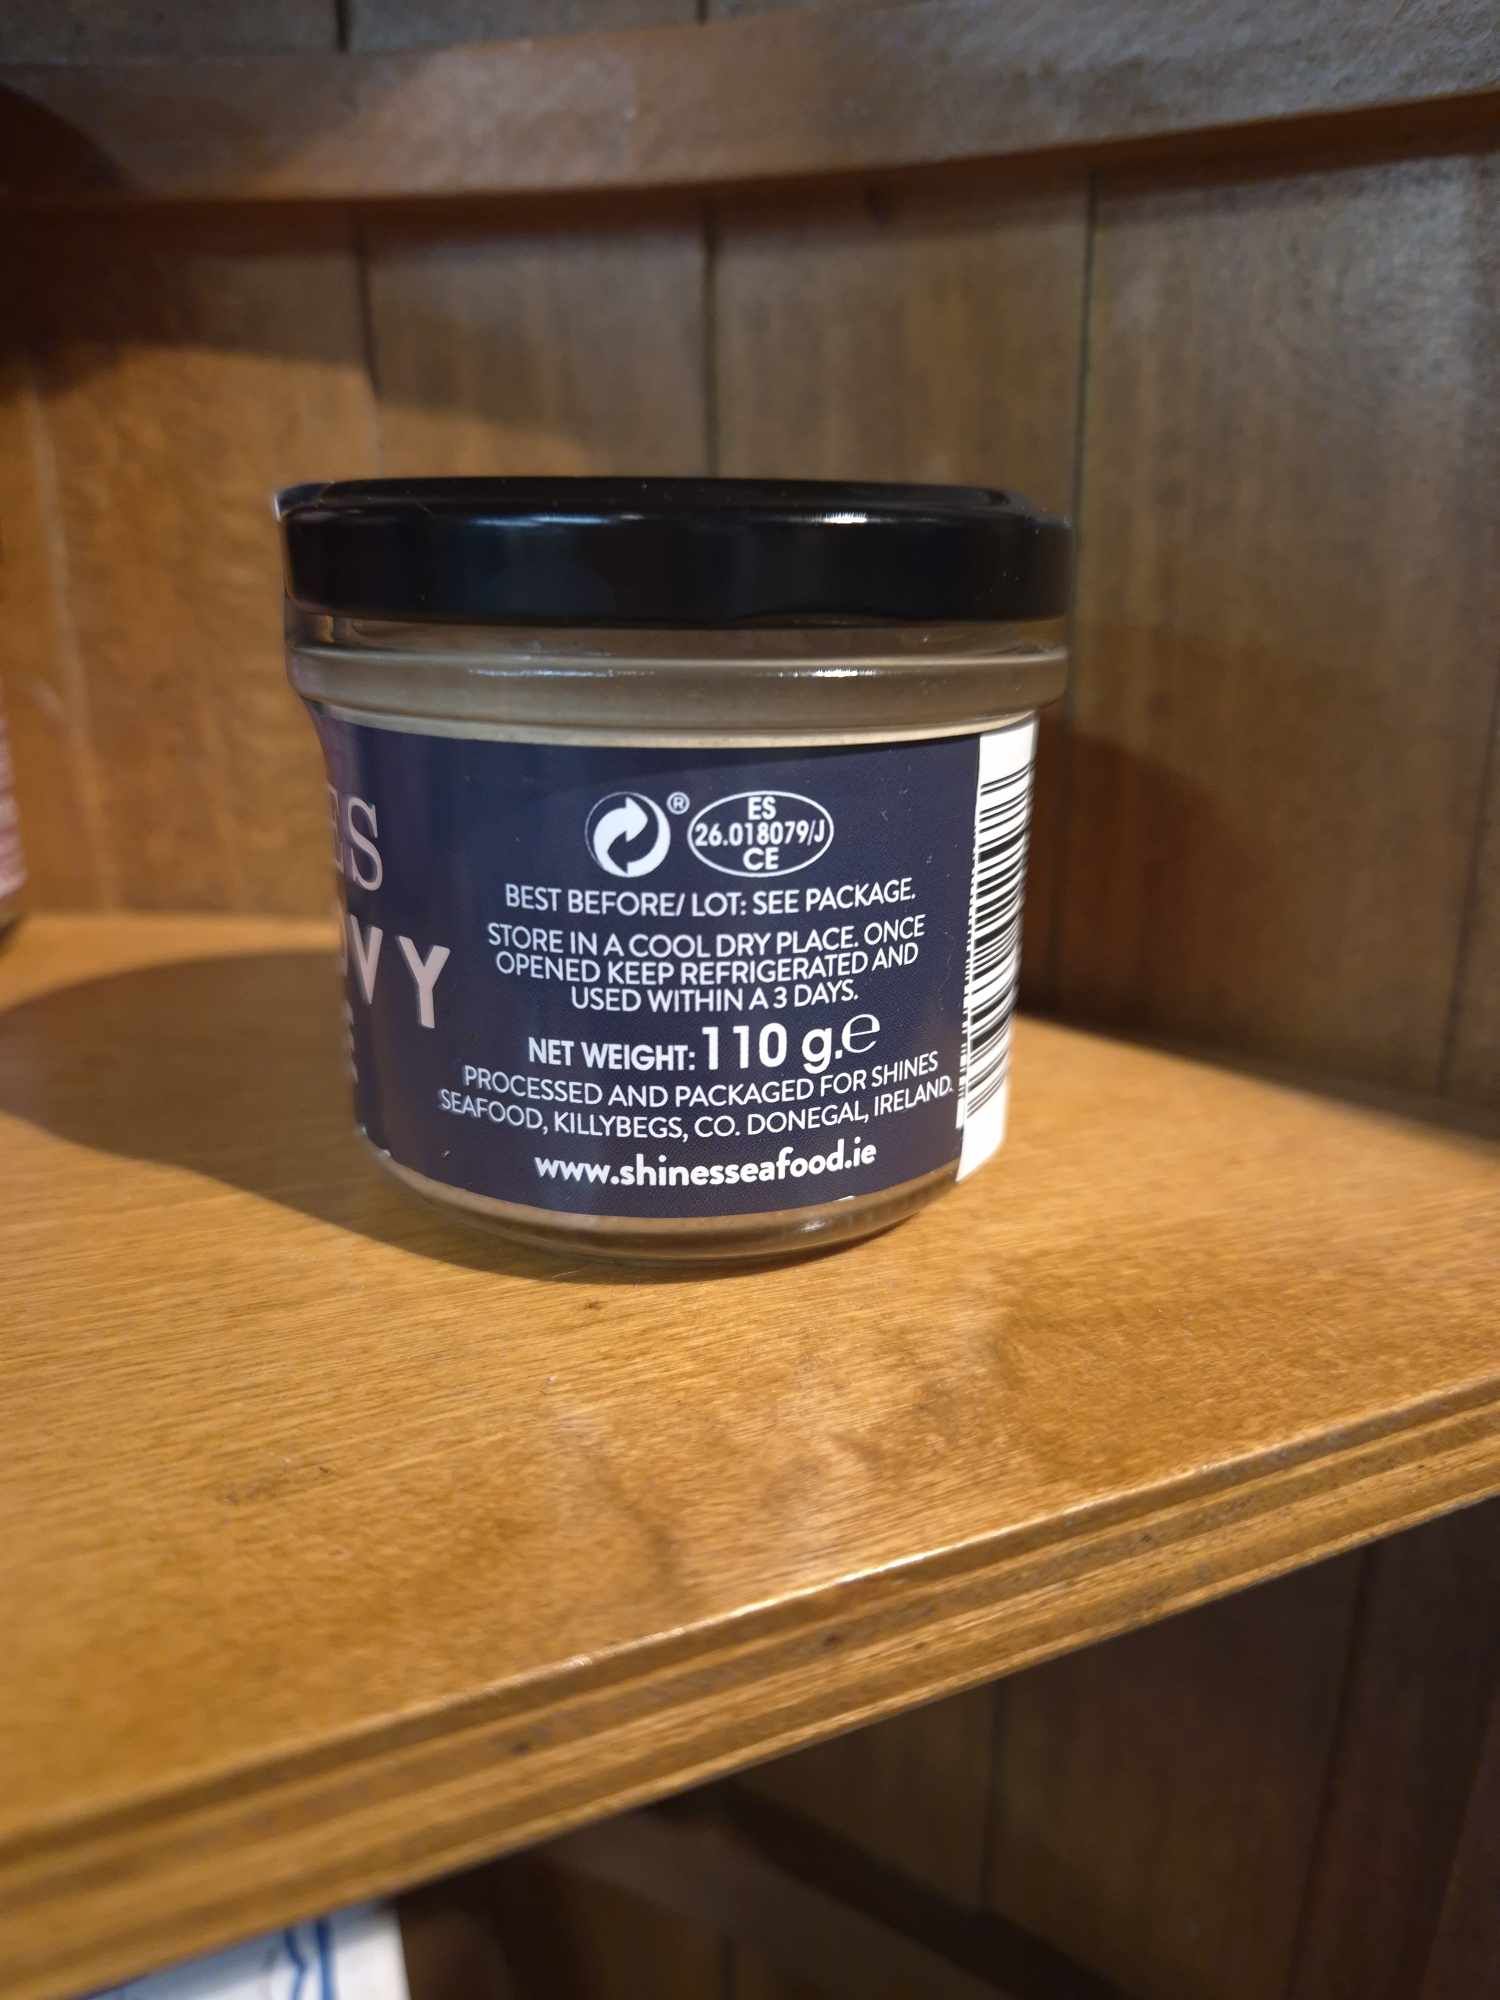 ES
VY
®
ES
26.018079/J
CE
BEST BEFORE/ LOT: SEE PACKAGE.
STORE IN A COOL DRY PLACE. ONCE
OPENED KEEP REFRIGERATED AND
USED WITHIN A 3 DAYS.
NET WEIGHT: 110 g.e
PROCESSED AND PACKAGED FOR SHINES
SEAFOOD, KILLYBEGS, CO. DONEGAL, IRELAND.
www.shinesseafood.ie